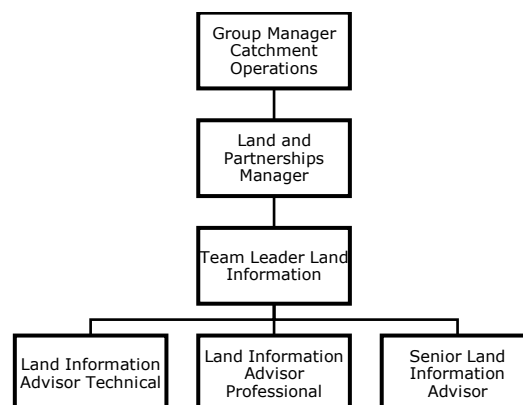 Group Manager
Catchment
Operations
Land and
Partnerships
Manager
Team Leader Land
Information
Land Information
Advisor Technical
Land Information
Advisor
Professional
Senior Land
Information
Advisor